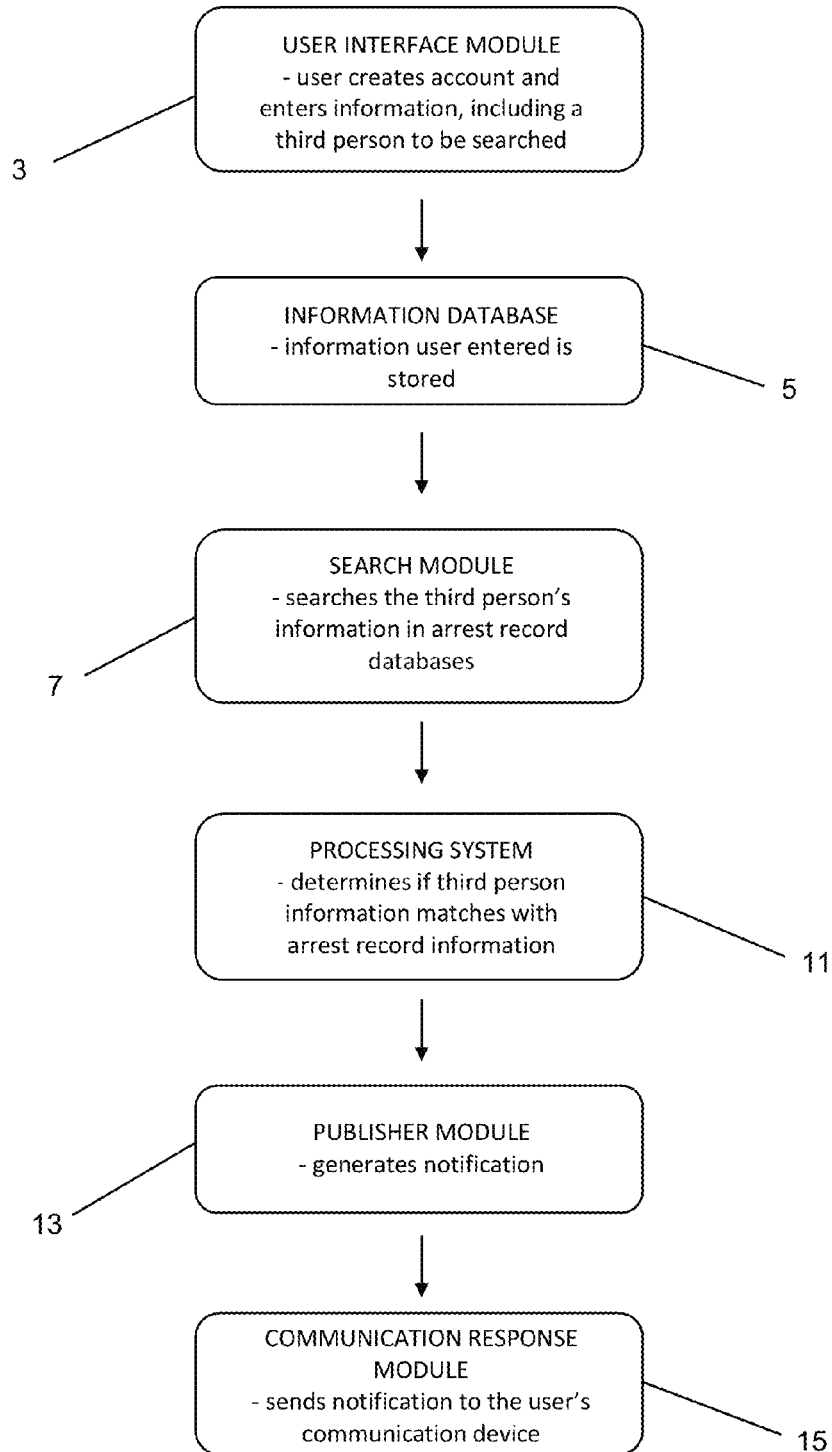 USER INTERFACE MODULE
- user creates account and
enters information, including a
third person to be searched
3
INFORMATION DATABASE
- information user entered is
stored
5
SEARCH MODULE
- searches the third person's
information in arrest record
databases
7
PROCESSING SYSTEM
- determines if third person
information matches with
arrest record information
11
PUBLISHER MODULE
- generates notification
13
COMMUNICATION RESPONSE
MODULE
- sends notification to the user's
communication device
15